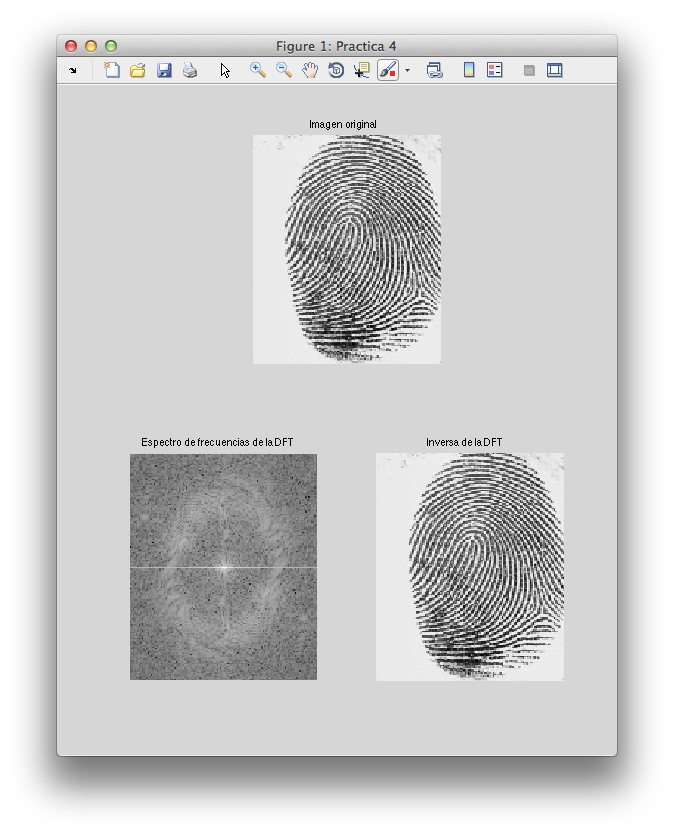 Figure 1: Practica 4
Imagen original
Espectro de frecuencias de la DFT
Inversa de la DFT